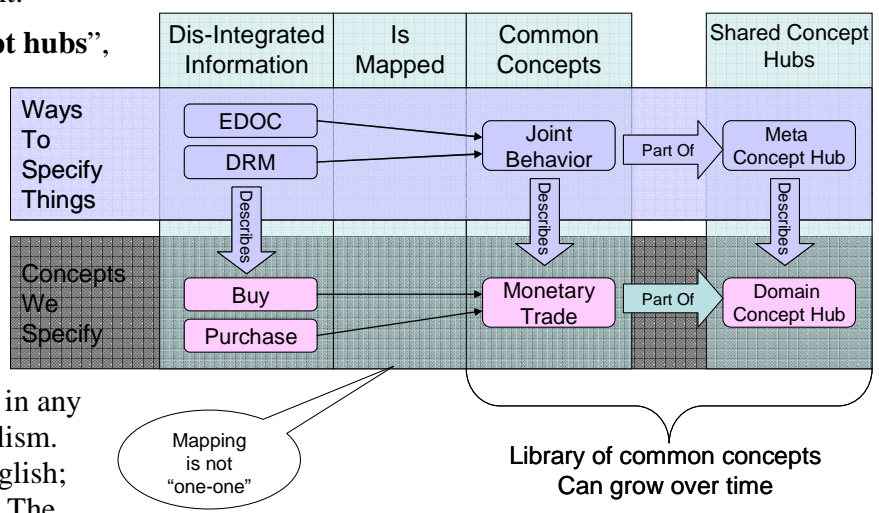 nt.
pt hubs”,
Dis-Integrated
Information
Is
Mapped
Common
Concepts
Shared Concept
Hubs
Ways
To
Specify
Things
EDOC
DRM
Joint
Behavior
Part Of
Meta
Concept Hub
Describes
Describes
Describes
Concepts
We
Specify
Buy
Purchase
Monetary
Trade
Part Of
Domain
Concept Hub
in any
lism.
glish;
The
Mapping
is not
“one-one”
Library of common concepts
Can grow over time